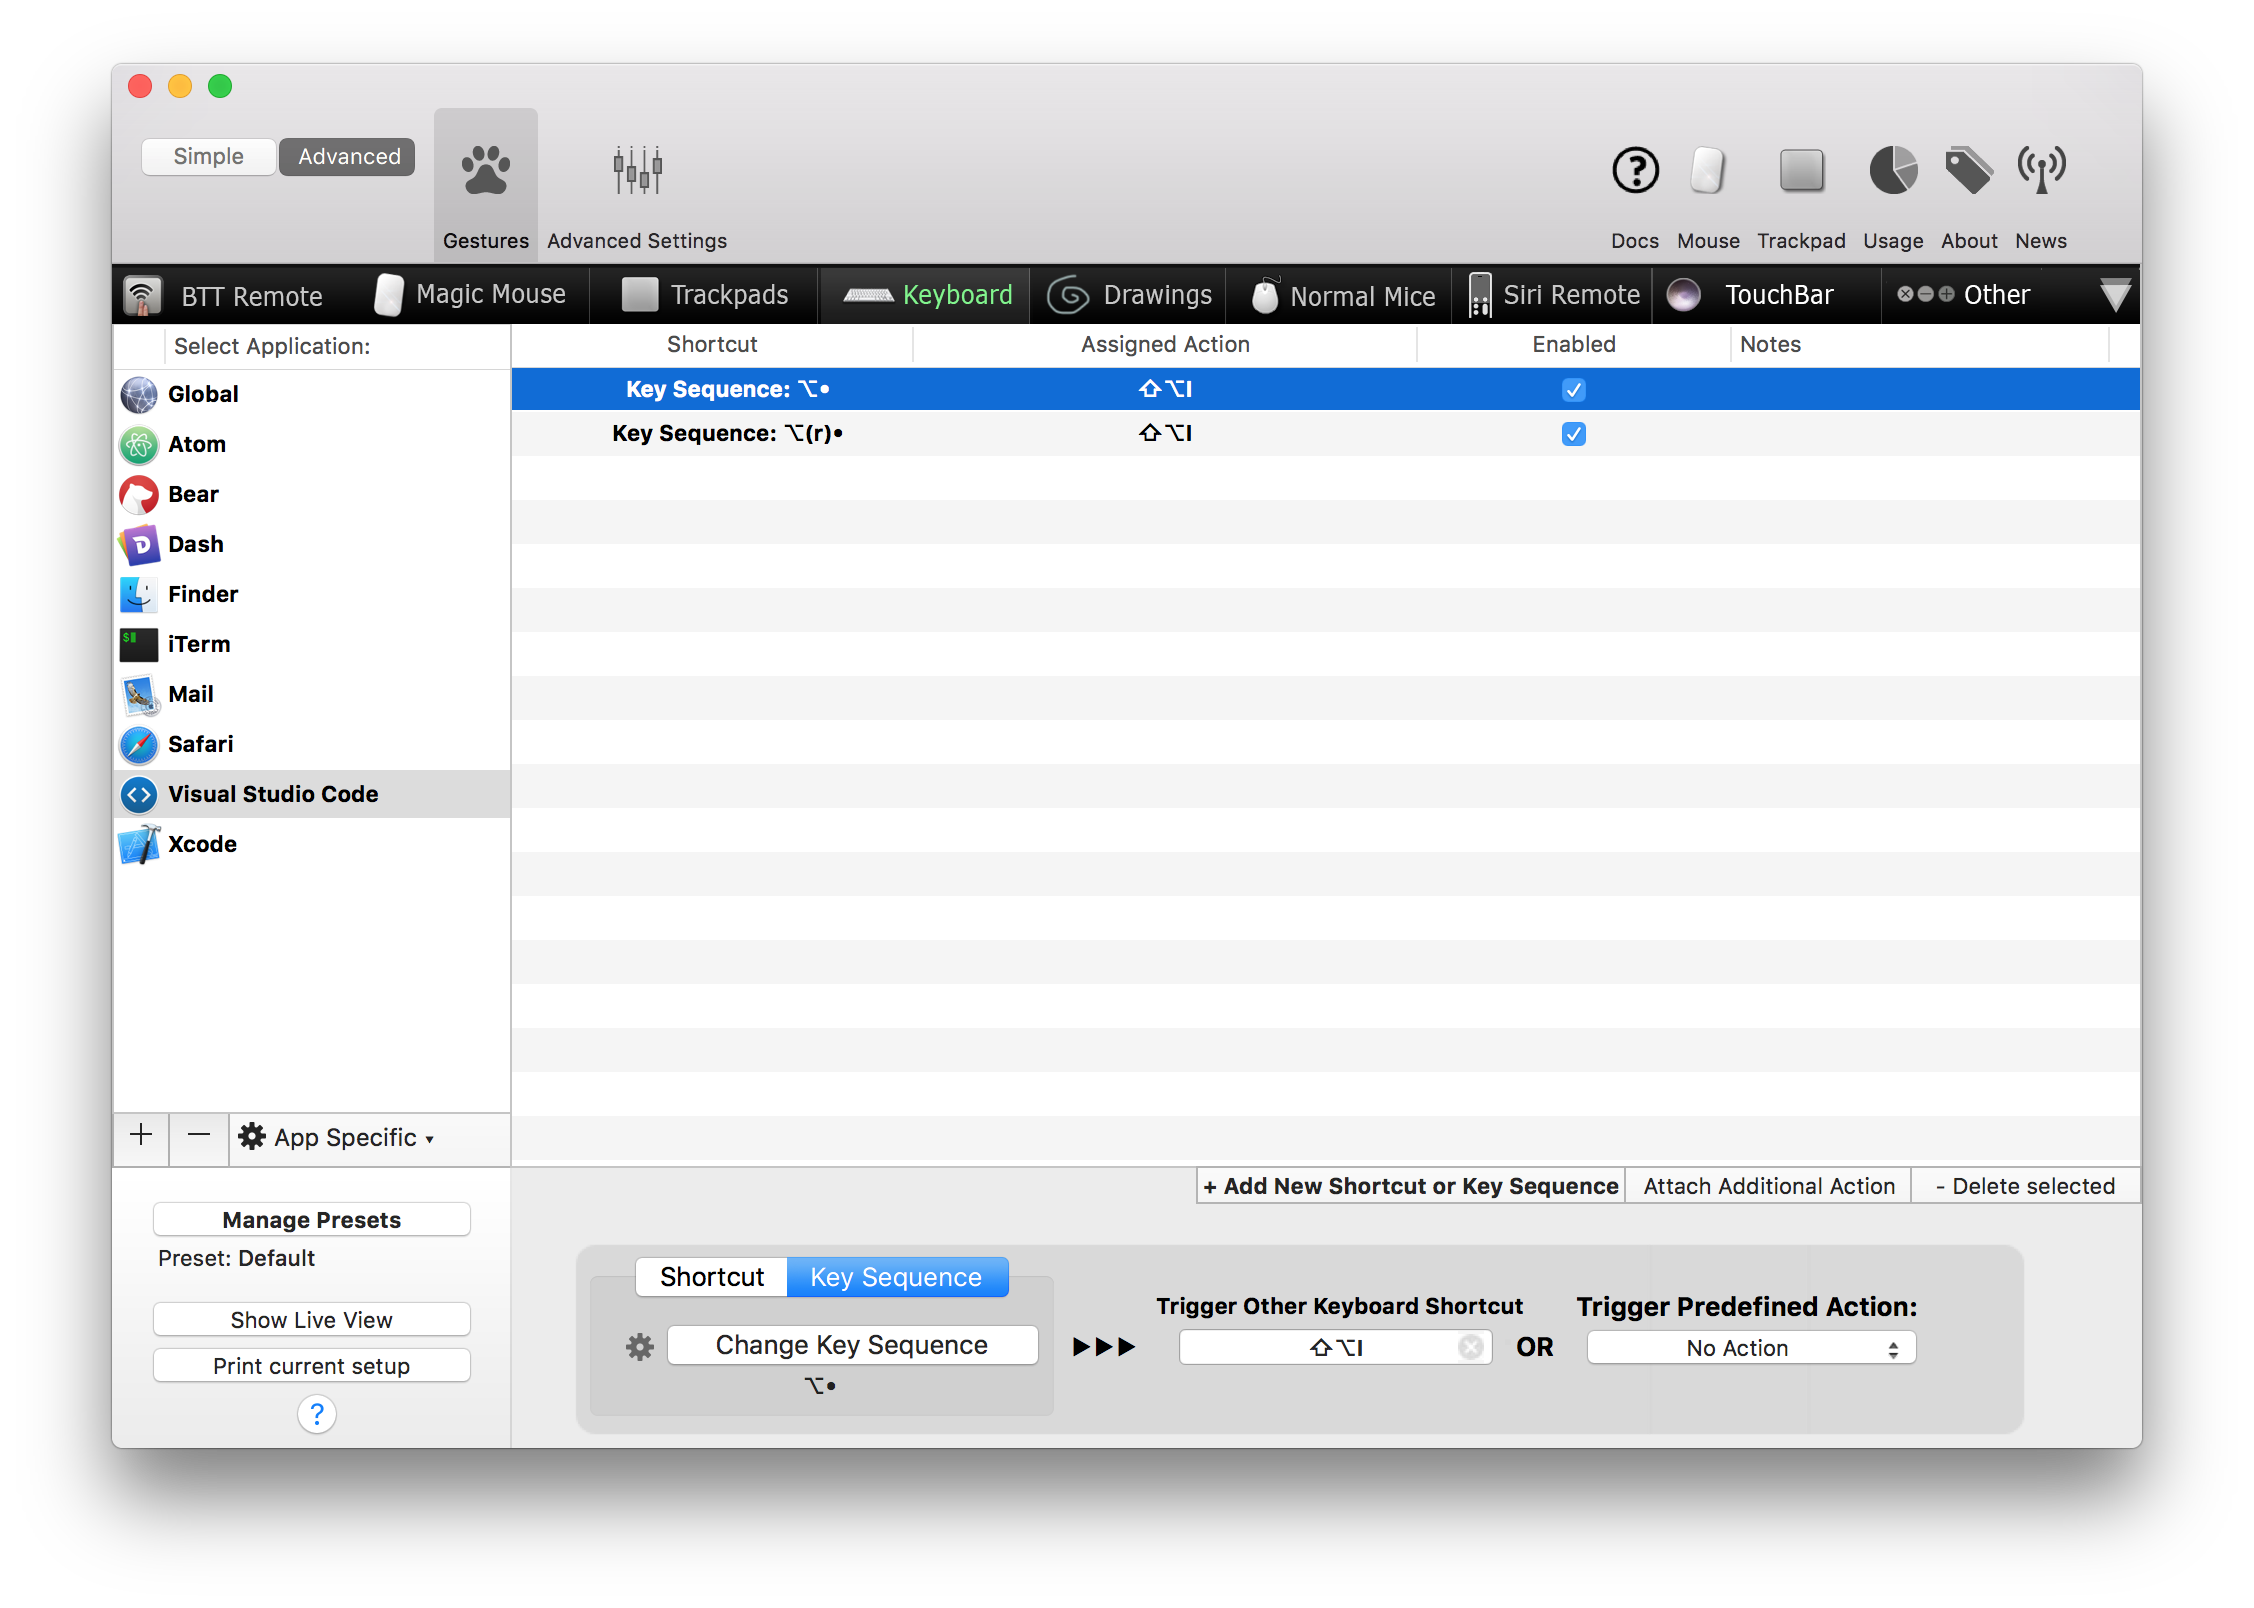 Simple
Advanced
Gestures
Advanced Settings
Docs
Mouse
Trackpad
Usage
About
News
BTT Remote
Magic Mouse
Trackpads
Keyboard
Drawings
Normal Mice
Siri Remote
TouchBar
Other
Select Application:
Shortcut
Assigned Action
Enabled
Notes
Global
Atom
Bear
Dash
Finder
iTerm
Mail
Safari
Visual Studio Code
Xcode
Key Sequence: ⌥•
⇧⌥I
Key Sequence: ⌥(r)•
⇧⌥I
App Specific
+ Add New Shortcut or Key Sequence
Attach Additional Action
- Delete selected
Manage Presets
Preset: Default
Show Live View
Print current setup
?
Shortcut
Key Sequence
Change Key Sequence
⌥•
Trigger Other Keyboard Shortcut
⇧⌥I
OR
Trigger Predefined Action:
No Action